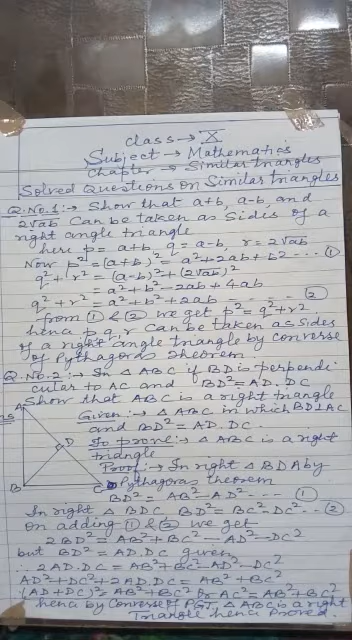 Class → X
Subject → Mathematics
Chapter → Similar triangles
Solved Questions on Similar triangles
Q.No.1:→ Show that a+b, a-b, and
2√ab Can be taken as Sides of a
right angle triangle
here p = a+b, q = a-b, r = 2√ab
Now p² = (a+b)² = a²+2ab+b² --- ①
q²+r² = (a-b)²+(2√ab)²
= a²+b²-2ab+4ab
q²+r² = a²+b²+2ab ---- ②
from ① & ② we get p² = q²+r²
hence p,q,r can be taken as sides
of a right angle triangle by converse
of Pythagoras theorem.
Q.No.2:→ In △ ABC if BD is perpendi
cular to AC and BD² = AD.DC
Show that ABC is a right triangle
Given:→ △ ABC in which BD⊥AC
and BD² = AD.DC.
To prove:→ △ ABC is a right
triangle
Proof:→ In right △ BDA by
Pythagoras theorem
BD² = AB²-AD² --- ①
A
D
B
C
In right △ BDC, BD² = BC²-DC² -- ②
On adding ① & ② we get
2BD² = AB²+BC²-AD²-DC²
but BD² = AD.DC given
∴ 2AD.DC = AB²+BC²-AD²-DC²
AD²+DC²+2AD.DC = AB²+BC²
(AD+DC)² = AB²+BC² or AC² = AB²+BC²
hence by Converse of PGT △ ABC is a right
Triangle hence Proved.